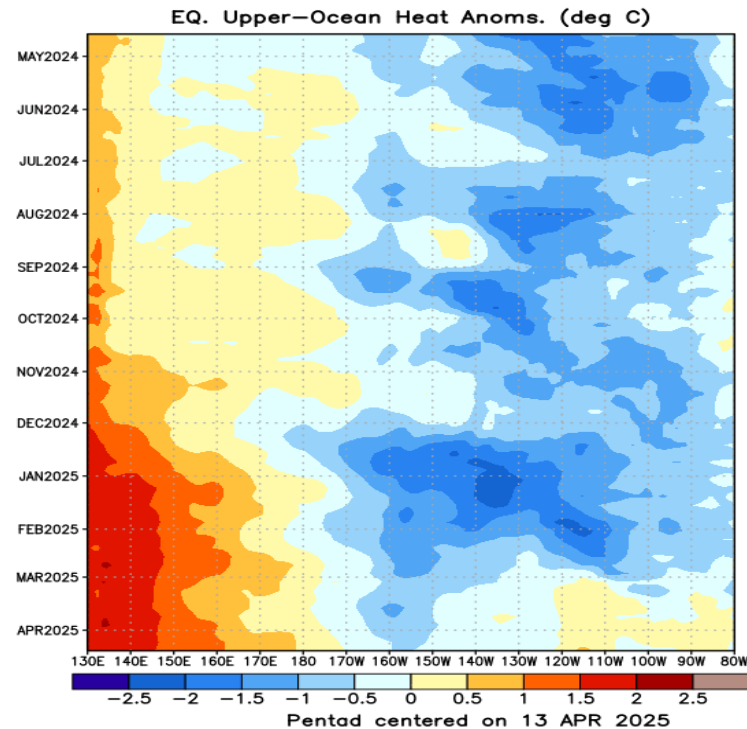 EQ. Upper-Ocean Heat Anoms. (deg C)
MAY2024
JUN2024
JUL2024
AUG2024
SEP2024
OCT2024
NOV2024
DEC2024
JAN2025
FEB2025
MAR2025
APR2025
130E 140E 150E 160E 170E 180 170W 160W 150W 140W 130W 120W 110W 100W 90W 80W
-2.5 -2 -1.5 -1 -0.5 0 0.5 1 1.5 2 2.5
Pentad centered on 13 APR 2025